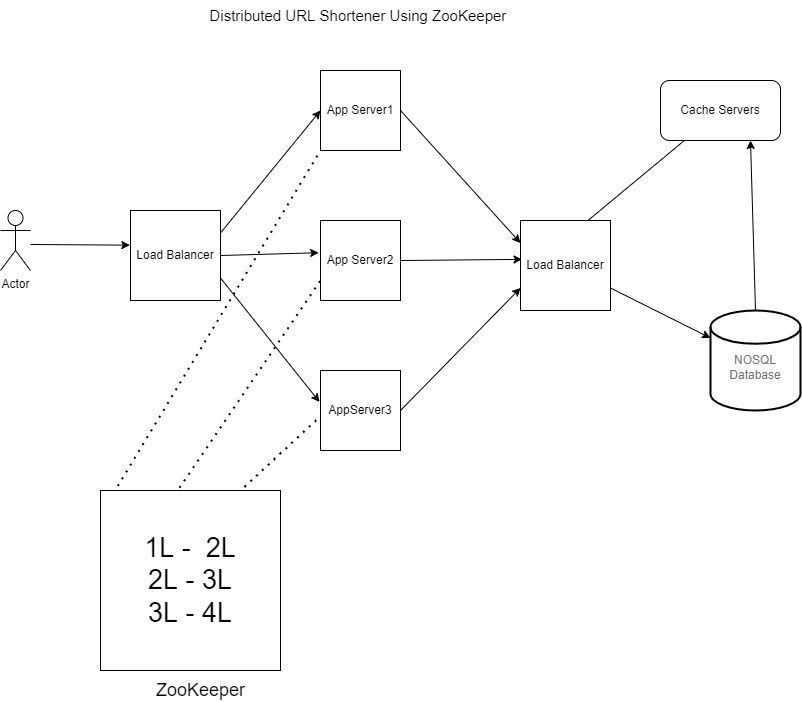 Distributed URL Shortener Using ZooKeeper
App Server1
Cache Servers
Load Balancer
App Server2
Load Balancer
Actor
NOSQL
Database
AppServer3
1L - 2L
2L - 3L
3L - 4L
ZooKeeper